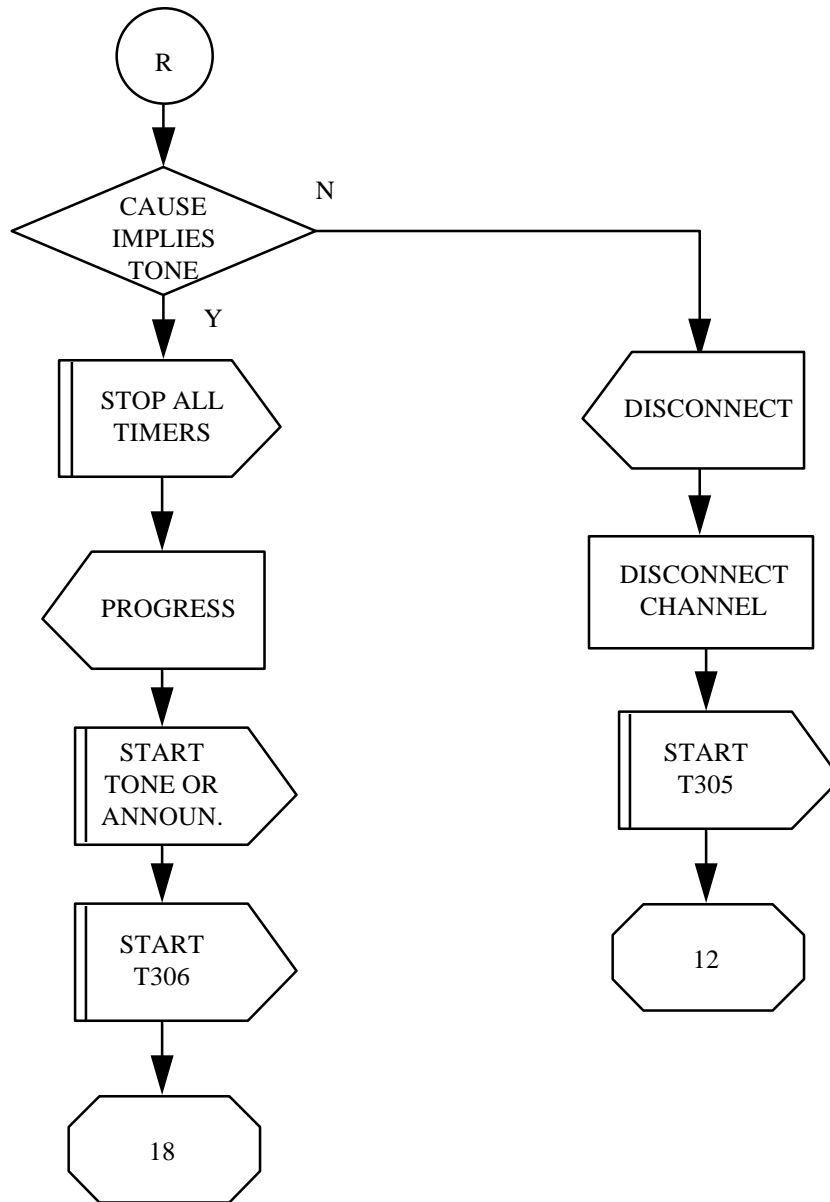 R
CAUSE
IMPLIES
TONE
N
Y
STOP ALL
TIMERS
PROGRESS
START
TONE OR
ANNOUN.
START
T306
18
DISCONNECT
DISCONNECT
CHANNEL
START
T305
12